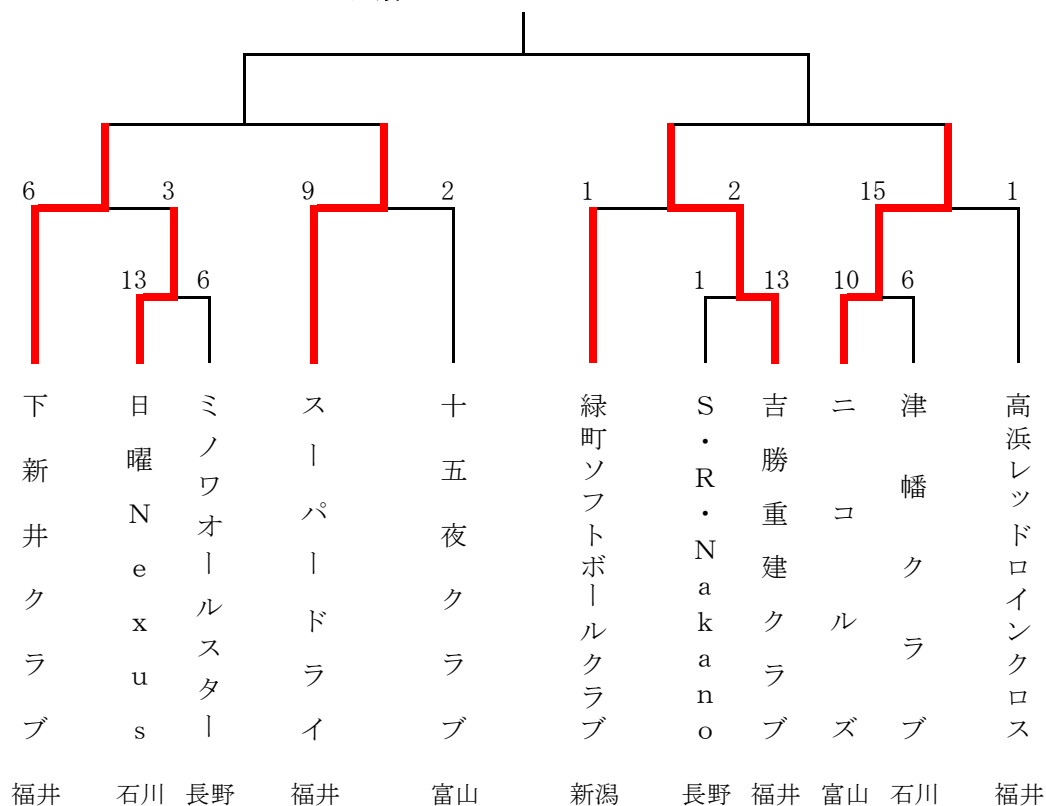 6 3 9 2 1 2 15 1
13 6 1 13 10 6
下新井クラブ
日曜Nexus
ミノワオールスター
スーパードライ
十五夜クラブ
緑町ソフトボールクラブ
S・R・Nakano
吉勝重建クラブ
ニコルズ
津幡クラブ
高浜レッドロインクロス
福井 石川 長野 福井 富山 新潟 長野 福井 富山 石川 福井